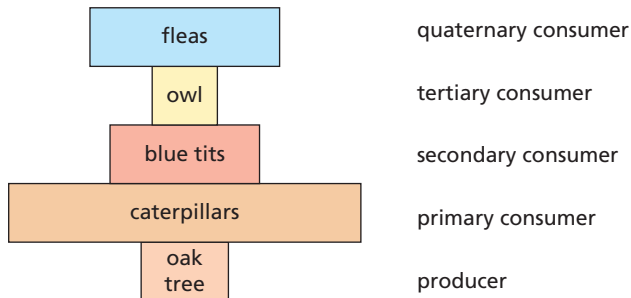 fleas quaternary consumer
owl tertiary consumer
blue tits secondary consumer
caterpillars primary consumer
oak
tree producer